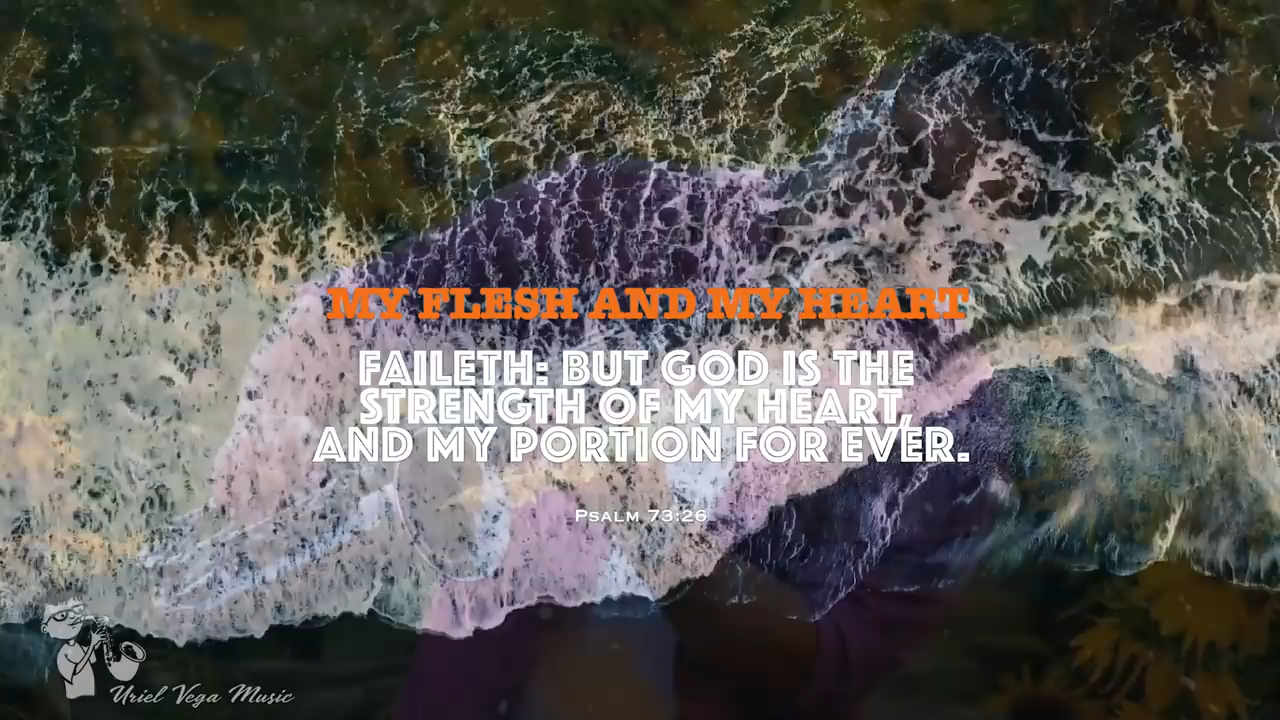 MY FLESH AND MY HEART
FAILETH: BUT GOD IS THE
STRENGTH OF MY HEART,
AND MY PORTION FOR EVER.
Psalm 73:26
Uriel Vega Music